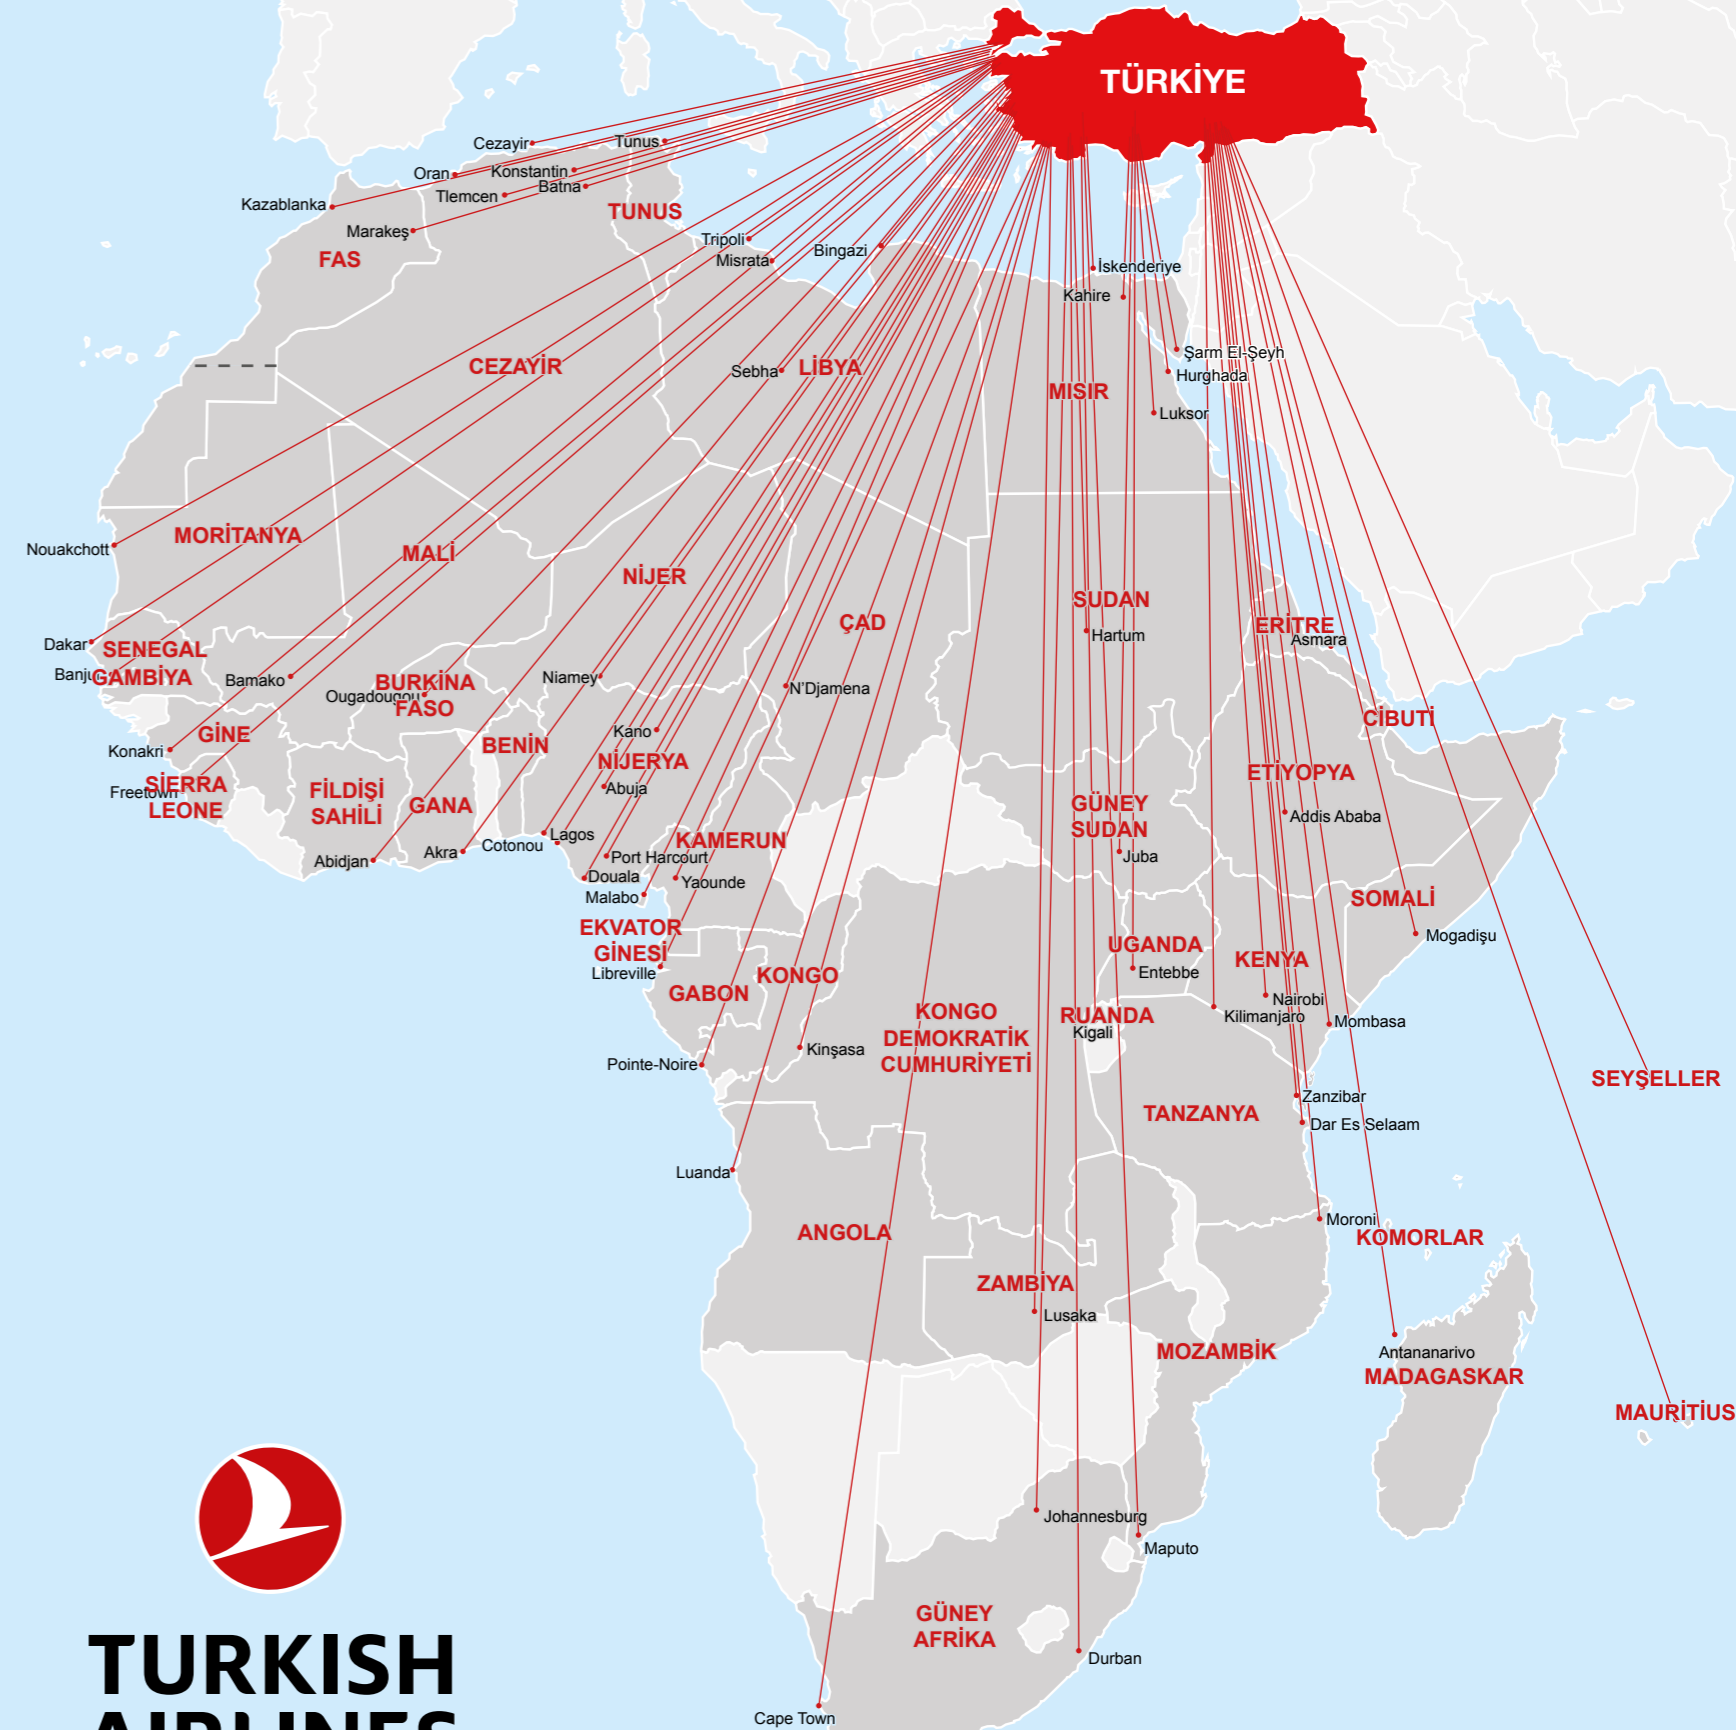 TÜRKİYE
Cezayir
Tunus
Oran
Konstantin
Batna
Tlemcen
Kazablanka
TUNUS
Marakeş
Tripoli
Bingazi
FAS
Misrata
İskenderiye
Kahire
Şarm El-Şeyh
CEZAYİR
Sebha
LİBYA
Hurghada
MISIR
Luksor
MORİTANYA
Nouakchott
MALİ
NİJER
SUDAN
ÇAD
ERİTRE
Hartum
Asmara
Dakar
SENEGAL
Banju
GAMBİYA
Bamako
BURKİNA
FASO
Ougadougou
Niamey
N'Djamena
CİBUTİ
GİNE
Kano
Konakri
BENİN
NİJERYA
ETİYOPYA
SİERRA
LEONE
Freetown
FİLDİŞİ
SAHİLİ
GANA
Abuja
GÜNEY
SUDAN
Addis Ababa
Lagos
KAMERUN
Cotonou
Akra
Abidjan
Port Harcourt
Juba
Douala
Yaounde
Malabo
SOMALİ
EKVATOR
GİNESİ
Mogadişu
UGANDA
KENYA
Libreville
KONGO
Entebbe
GABON
Nairobi
KONGO
DEMOKRATİK
CUMHURİYETİ
RUANDA
Kigali
Kilimanjaro
Mombasa
Kinşasa
Pointe-Noire
SEYŞELLER
Zanzibar
TANZANYA
Dar Es Selaam
Luanda
Moroni
ANGOLA
KOMORLAR
ZAMBİYA
Lusaka
MOZAMBİK
Antananarivo
MADAGASKAR
MAURİTİUS
Johannesburg
Maputo
GÜNEY
AFRİKA
Durban
Cape Town
TURKISH
AIRLINES